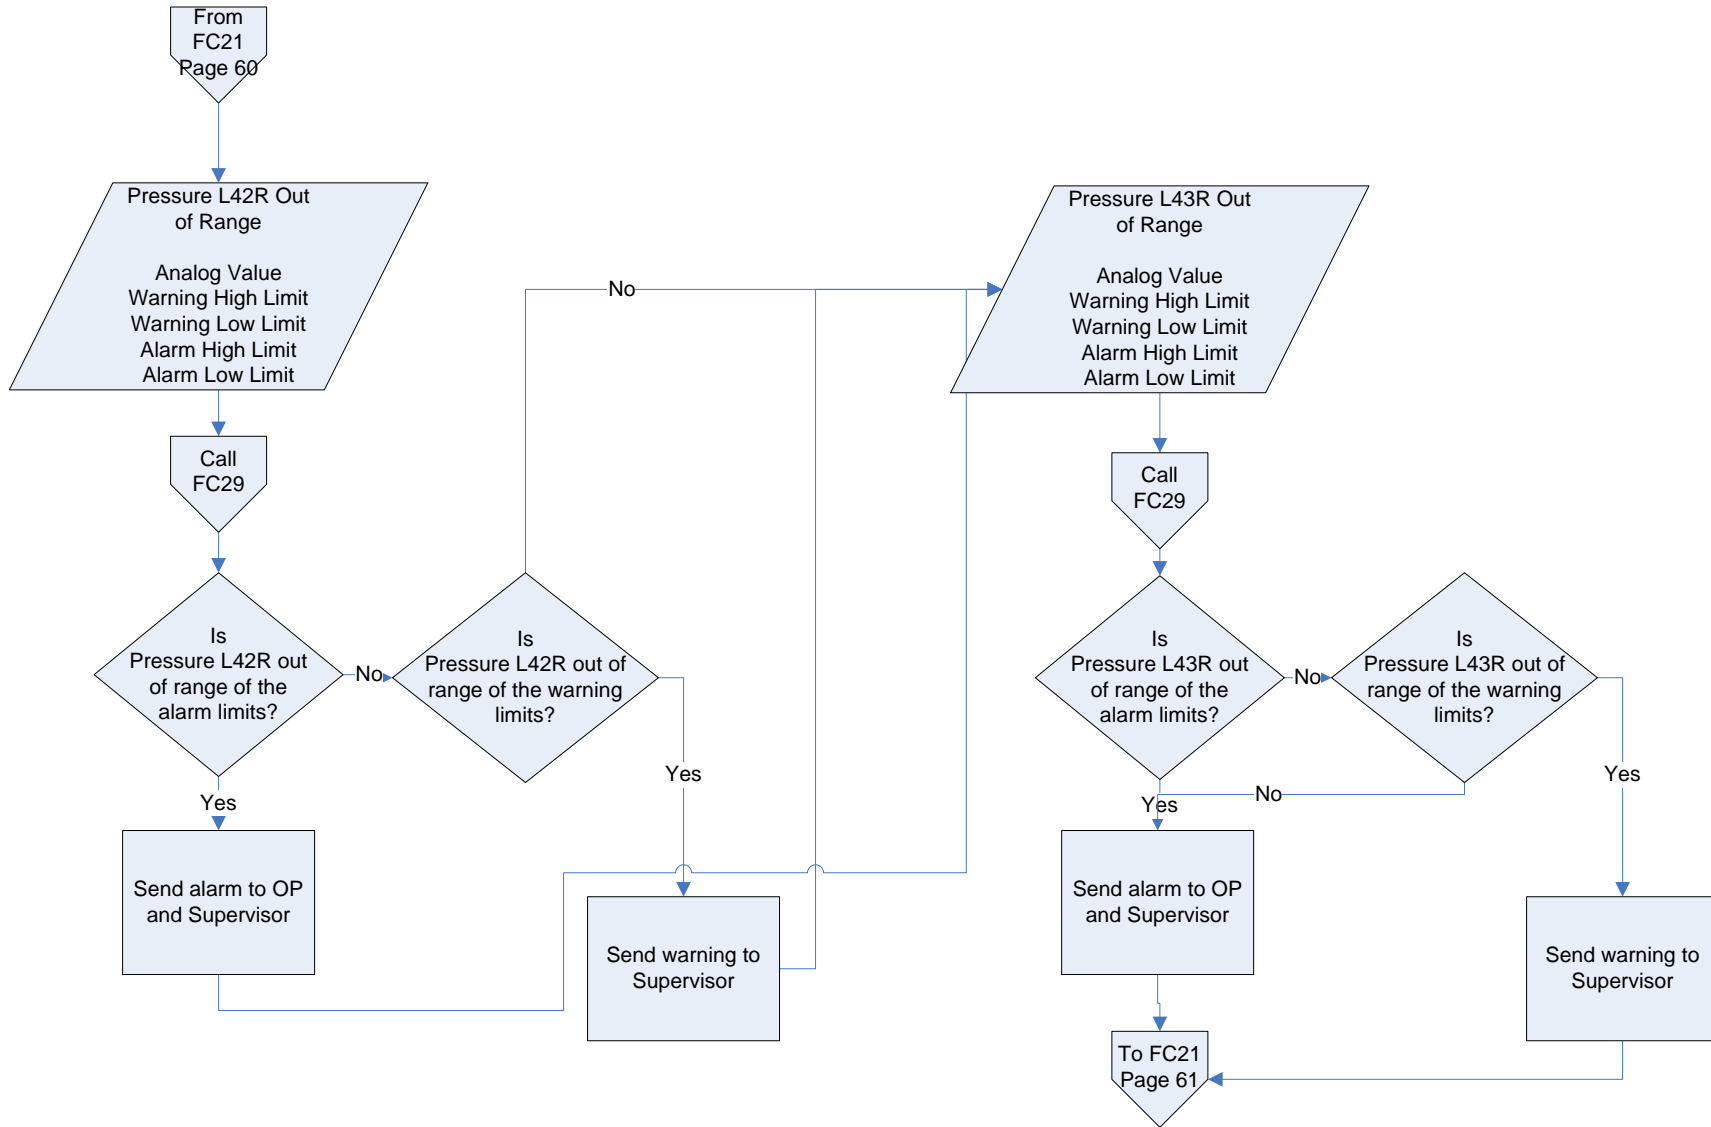 From
FC21
Page 60
Pressure L42R Out
of Range
Analog Value
Warning High Limit
Warning Low Limit
Alarm High Limit
Alarm Low Limit
Call
FC29
Is
Pressure L42R out
of range of the
alarm limits?
No
Is
Pressure L42R out of
range of the warning
limits?
No
Yes
Yes
Send alarm to OP
and Supervisor
Send warning to
Supervisor
Pressure L43R Out
of Range
Analog Value
Warning High Limit
Warning Low Limit
Alarm High Limit
Alarm Low Limit
Call
FC29
Is
Pressure L43R out
of range of the
alarm limits?
No
Is
Pressure L43R out of
range of the warning
limits?
Yes
No
Yes
Send alarm to OP
and Supervisor
Send warning to
Supervisor
To FC21
Page 61